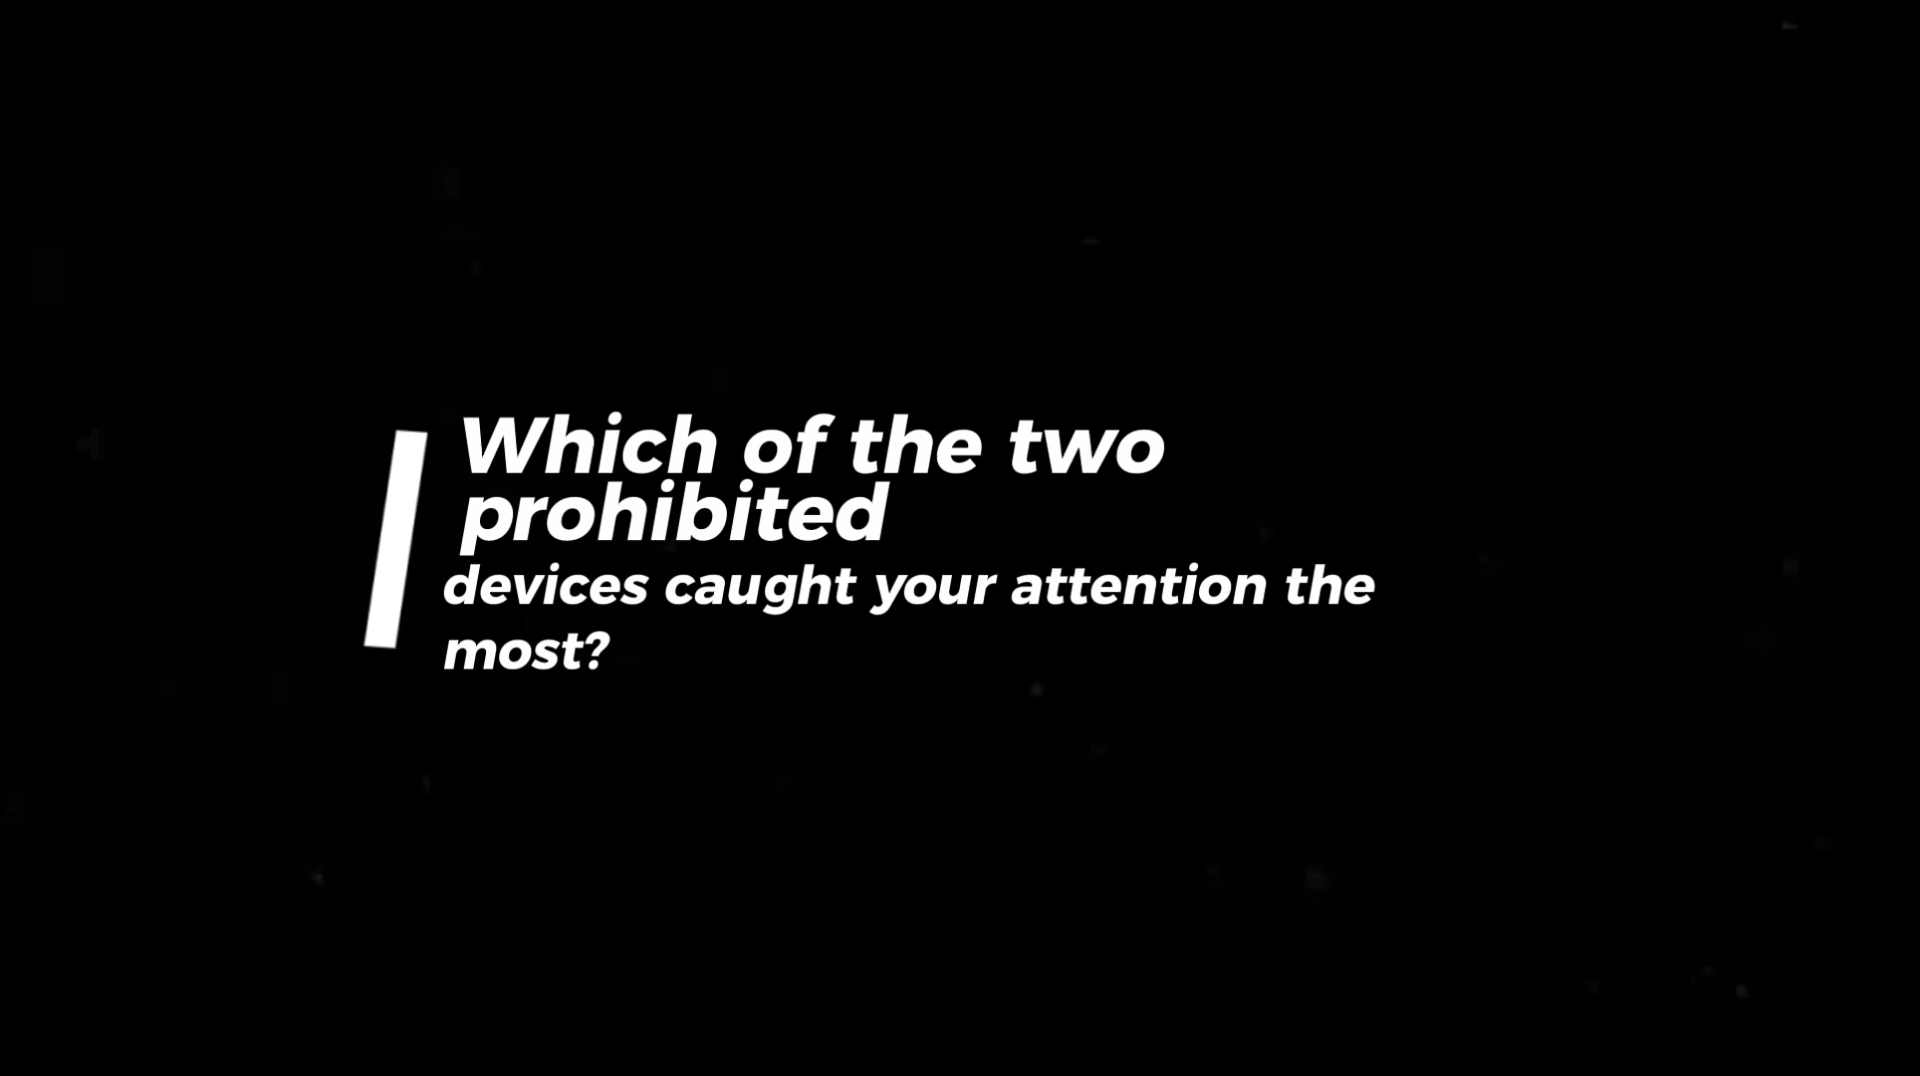 Which of the two
prohibited
devices caught your attention the
most?